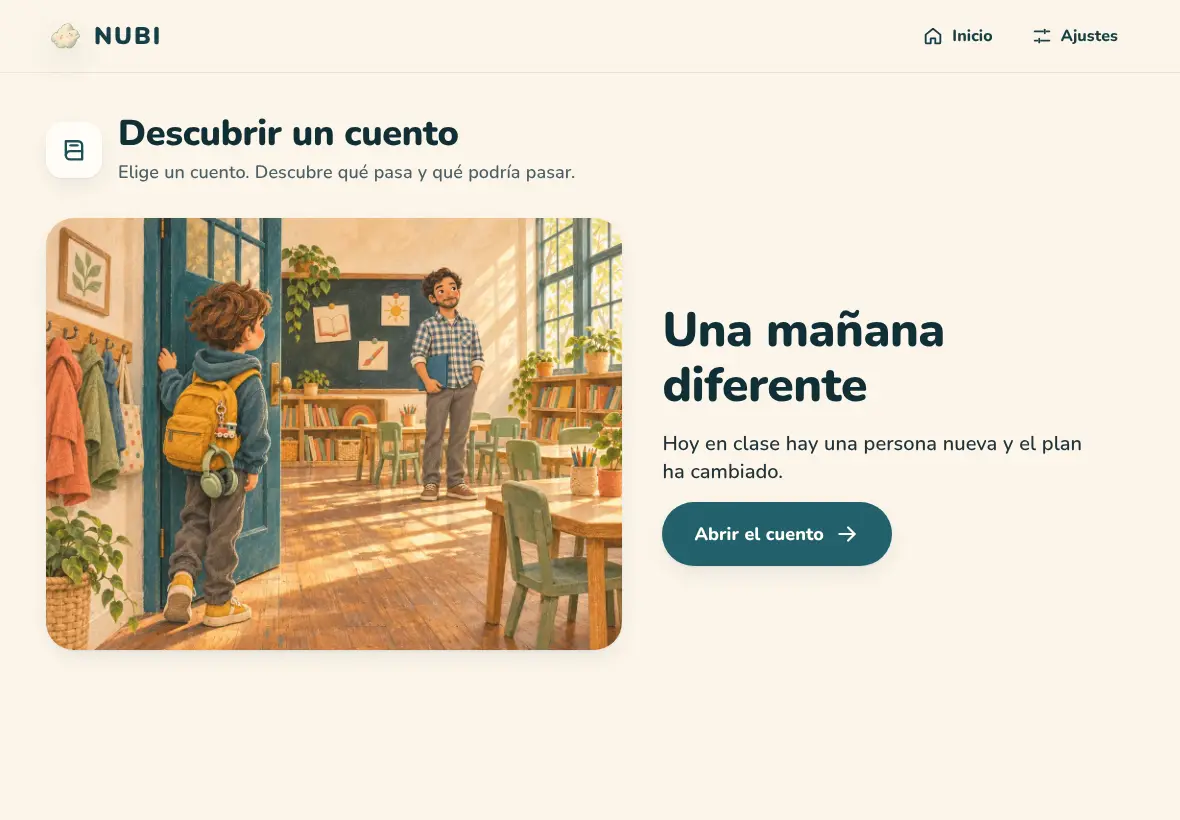 NUBI
Inicio
Ajustes
Descubrir un cuento
Elige un cuento. Descubre qué pasa y qué podría pasar.
Una mañana
diferente
Hoy en clase hay una persona nueva y el plan
ha cambiado.
Abrir el cuento